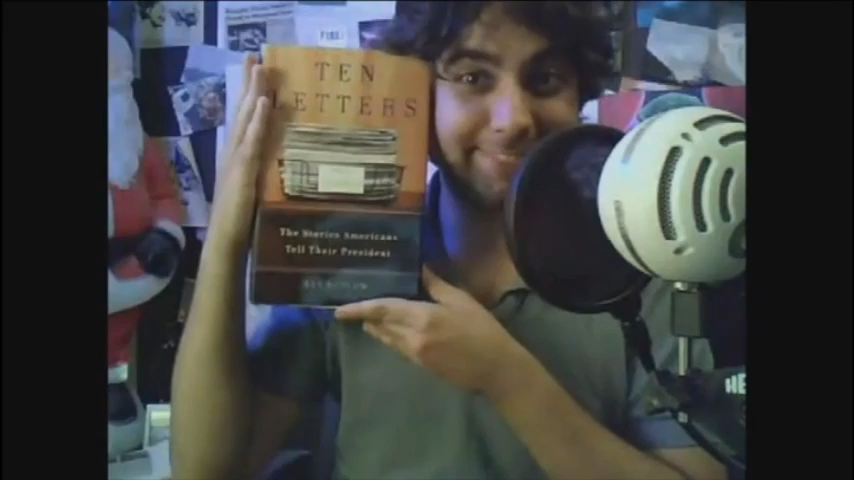 TEN
LETTERS
The Stories Americans
Tell Their President